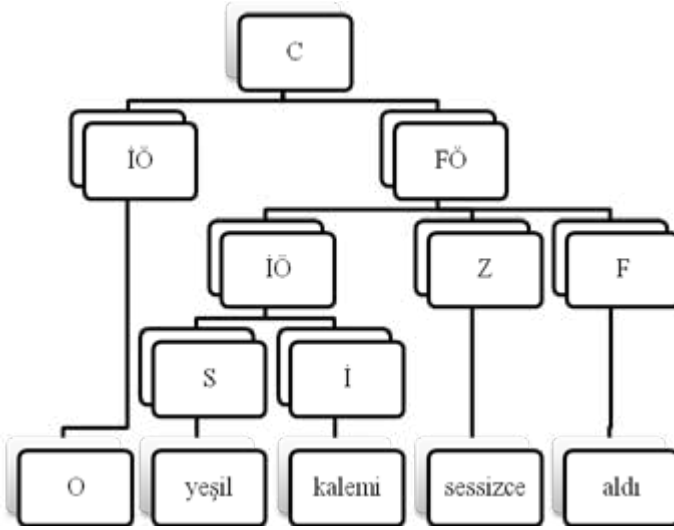 C
İÖ FÖ
İÖ Z F
S İ
O yeşil kalemi sessizce aldı